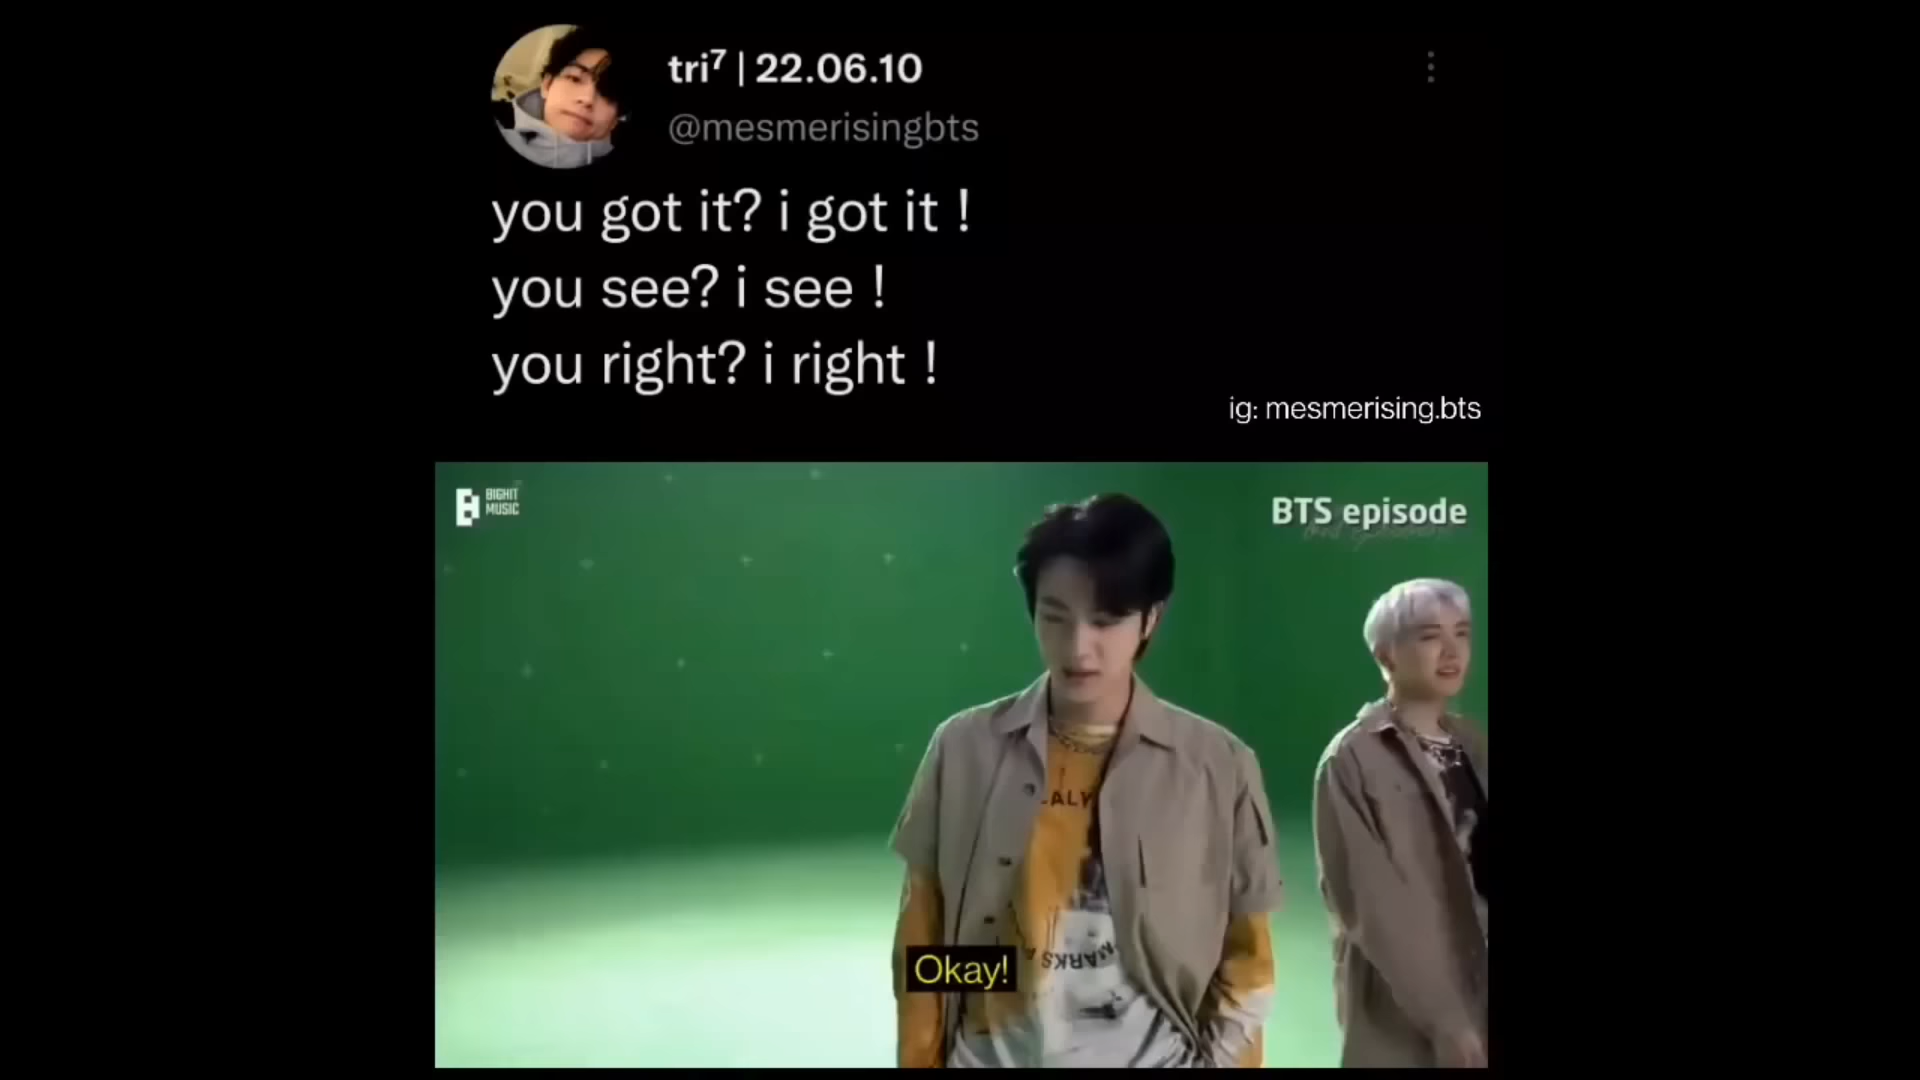 tri⁷ | 22.06.10
@mesmerisingbts
you got it? i got it !
you see? i see !
you right? i right !
ig: mesmerising.bts
BIGHIT
MUSIC
BTS episode
Okay!